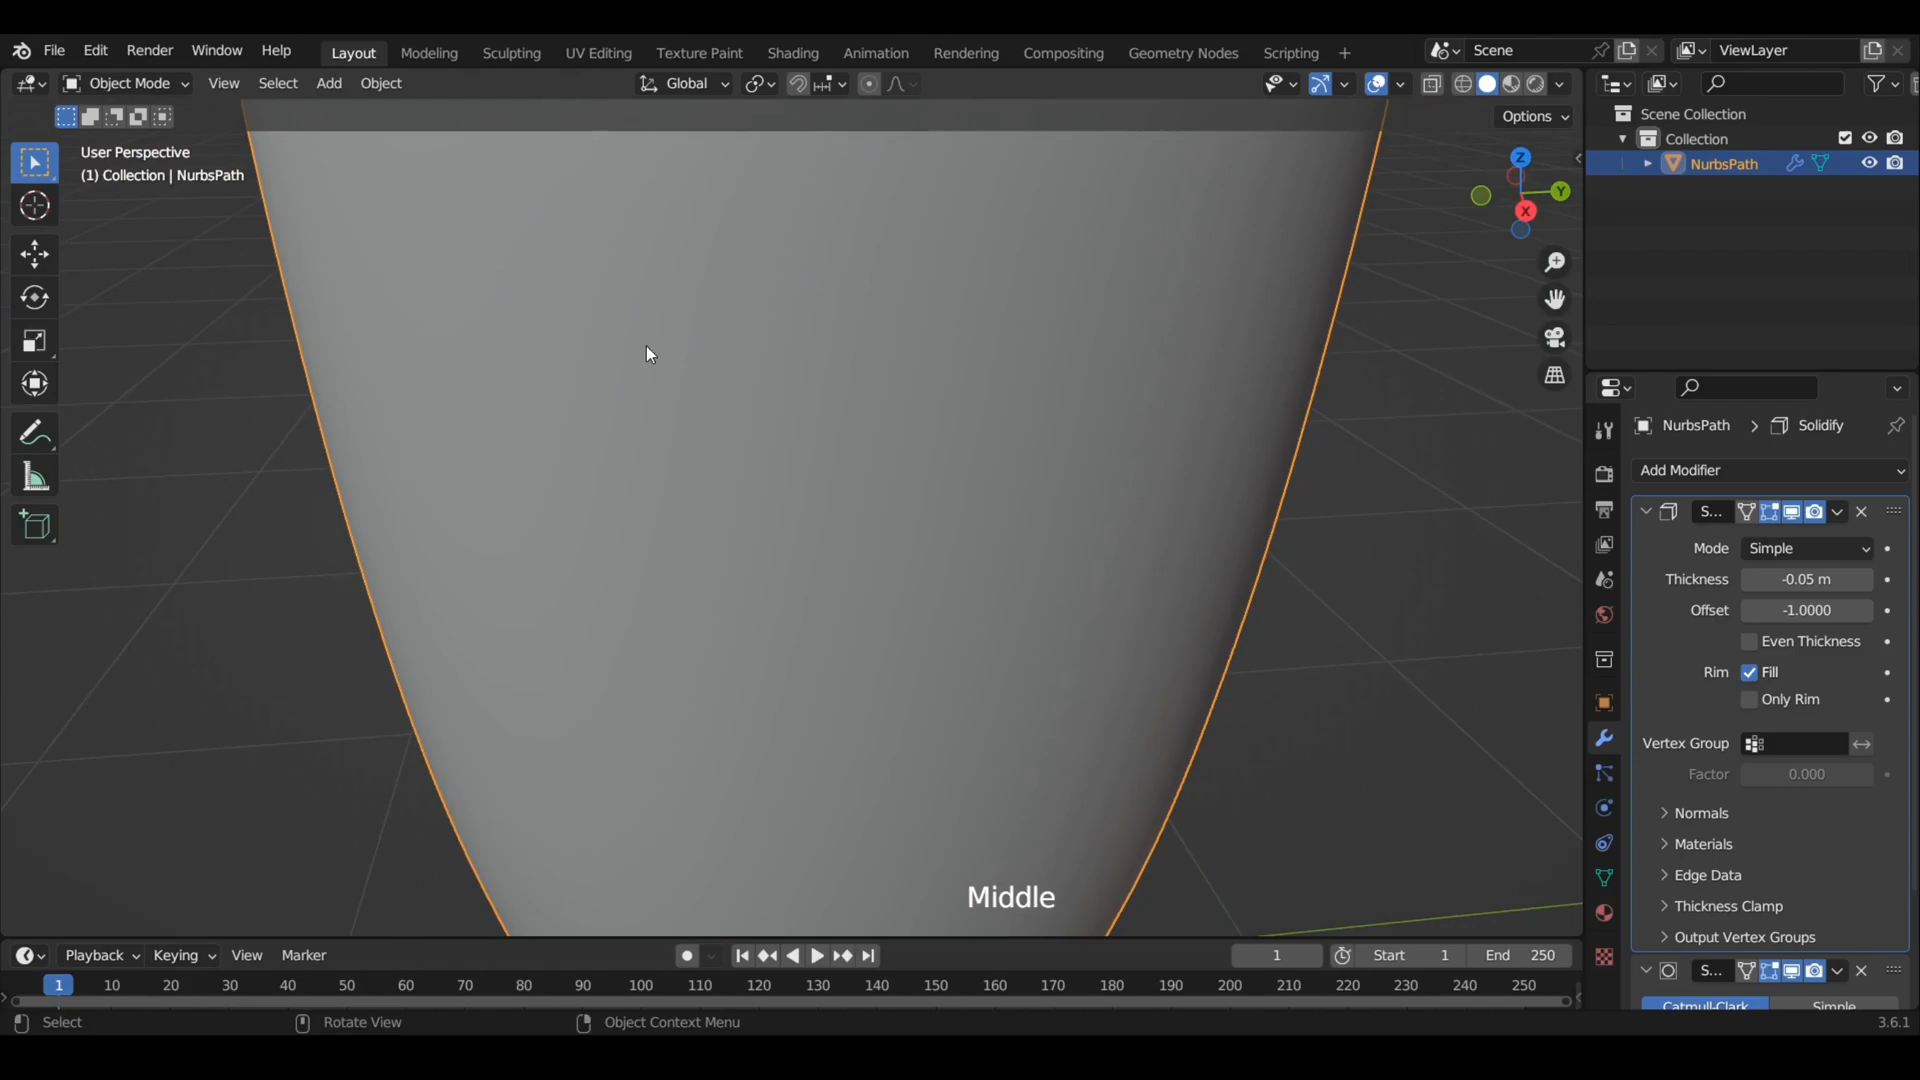 File Edit Render Window Help Layout Modeling Sculpting UV Editing Texture Paint Shading Animation Rendering Compositing Geometry Nodes Scripting + Scene ViewLayer
Object Mode View Select Add Object Global
Options
Scene Collection
Collection
NurbsPath
User Perspective
(1) Collection | NurbsPath
Z
Y
X
NurbsPath > Solidify
Add Modifier
S...
Mode Simple
Thickness -0.05 m
Offset -1.0000
Even Thickness
Rim Fill
Only Rim
Vertex Group
Factor 0.000
Normals
Materials
Edge Data
Thickness Clamp
Output Vertex Groups
S...
Catmull-Clark Simple
Middle
Playback Keying View Marker 1 Start 1 End 250
1 10 20 30 40 50 60 70 80 90 100 110 120 130 140 150 160 170 180 190 200 210 220 230 240 250
Select Rotate View Object Context Menu 3.6.1